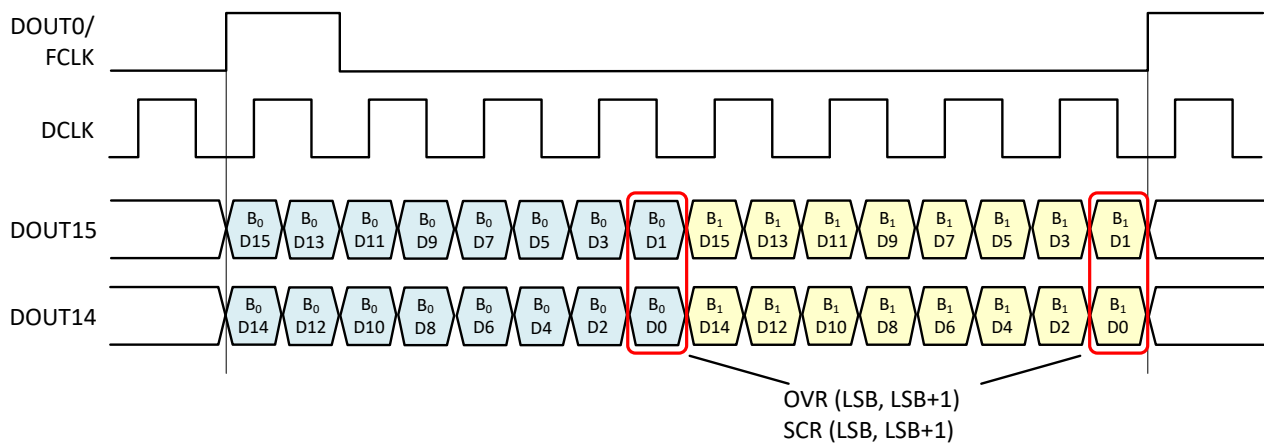 DOUT0/
FCLK
DCLK
DOUT15
B₀ B₀ B₀ B₀ B₀ B₀ B₀ B₀ B₁ B₁ B₁ B₁ B₁ B₁ B₁ B₁
D15 D13 D11 D9 D7 D5 D3 D1 D15 D13 D11 D9 D7 D5 D3 D1
DOUT14
B₀ B₀ B₀ B₀ B₀ B₀ B₀ B₀ B₁ B₁ B₁ B₁ B₁ B₁ B₁ B₁
D14 D12 D10 D8 D6 D4 D2 D0 D14 D12 D10 D8 D6 D4 D2 D0
OVR (LSB, LSB+1)
SCR (LSB, LSB+1)